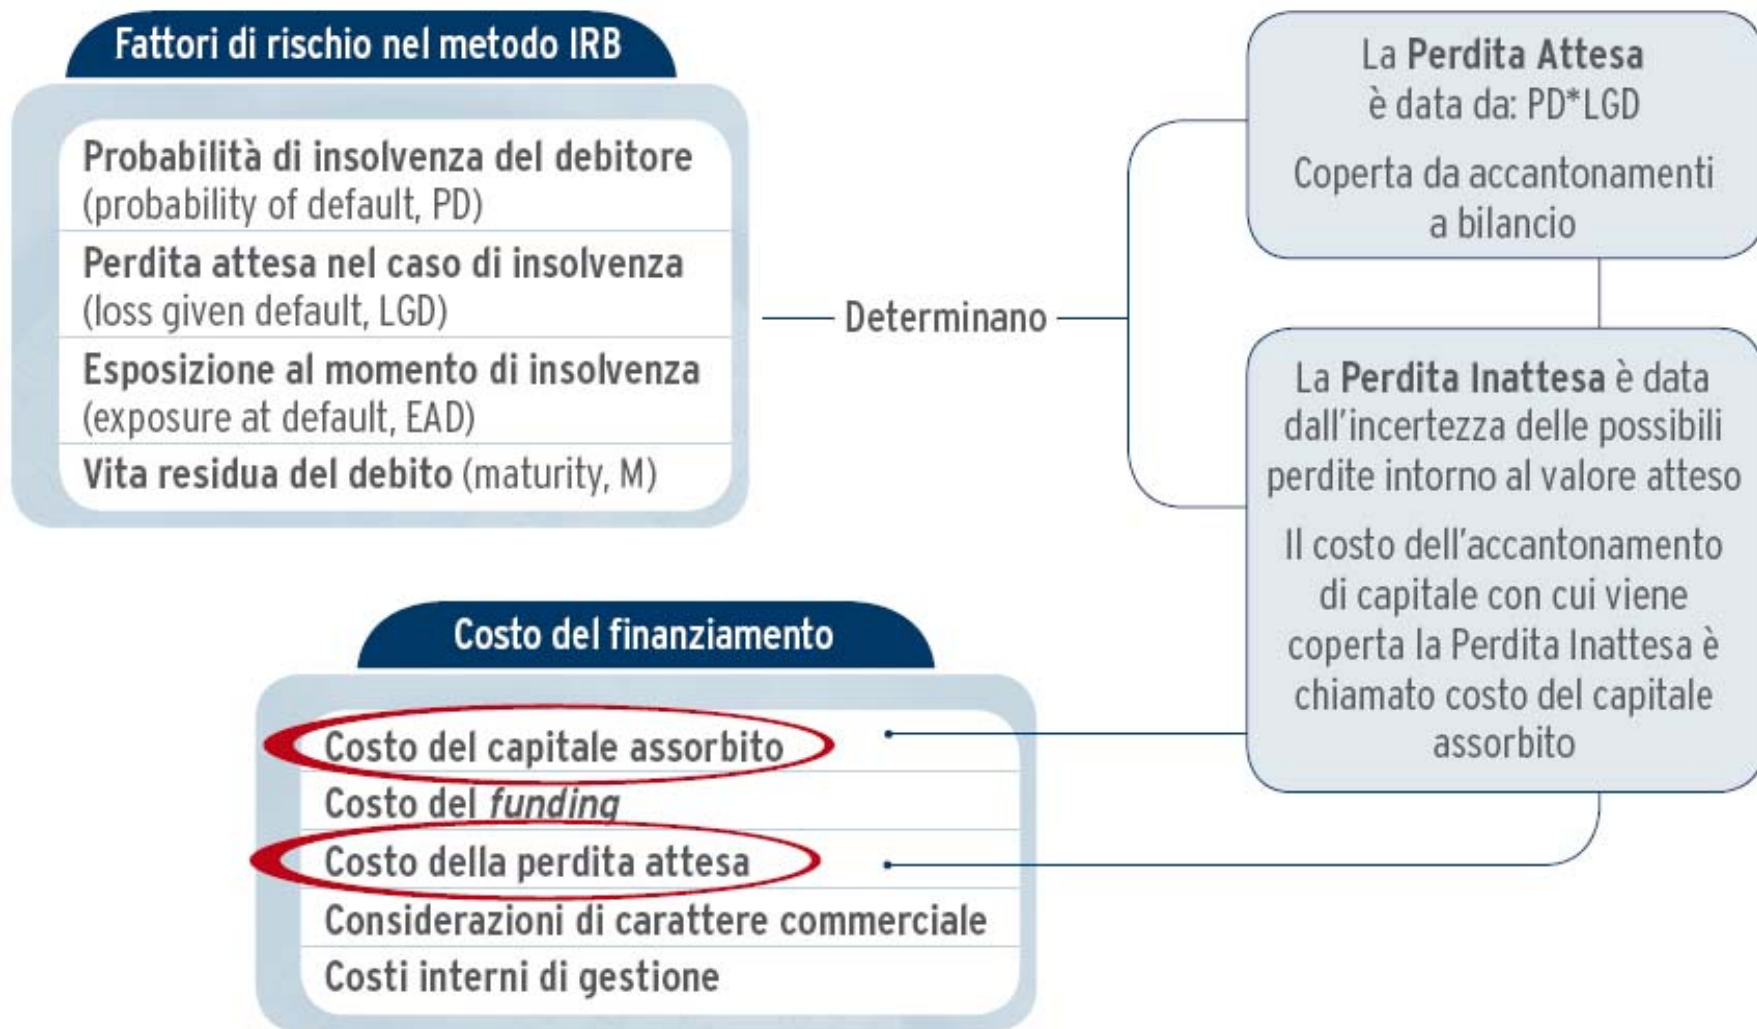 Fattori di rischio nel metodo IRB
Probabilità di insolvenza del debitore
(probability of default, PD)
Perdita attesa nel caso di insolvenza
(loss given default, LGD)
Esposizione al momento di insolvenza
(exposure at default, EAD)
Vita residua del debito (maturity, M)
Determinano
La Perdita Attesa
è data da: PD*LGD
Coperta da accantonamenti
a bilancio
La Perdita Inattesa è data
dall'incertezza delle possibili
perdite intorno al valore atteso
Il costo dell'accantonamento
di capitale con cui viene
coperta la Perdita Inattesa è
chiamato costo del capitale
assorbito
Costo del finanziamento
Costo del capitale assorbito
Costo del funding
Costo della perdita attesa
Considerazioni di carattere commerciale
Costi interni di gestione